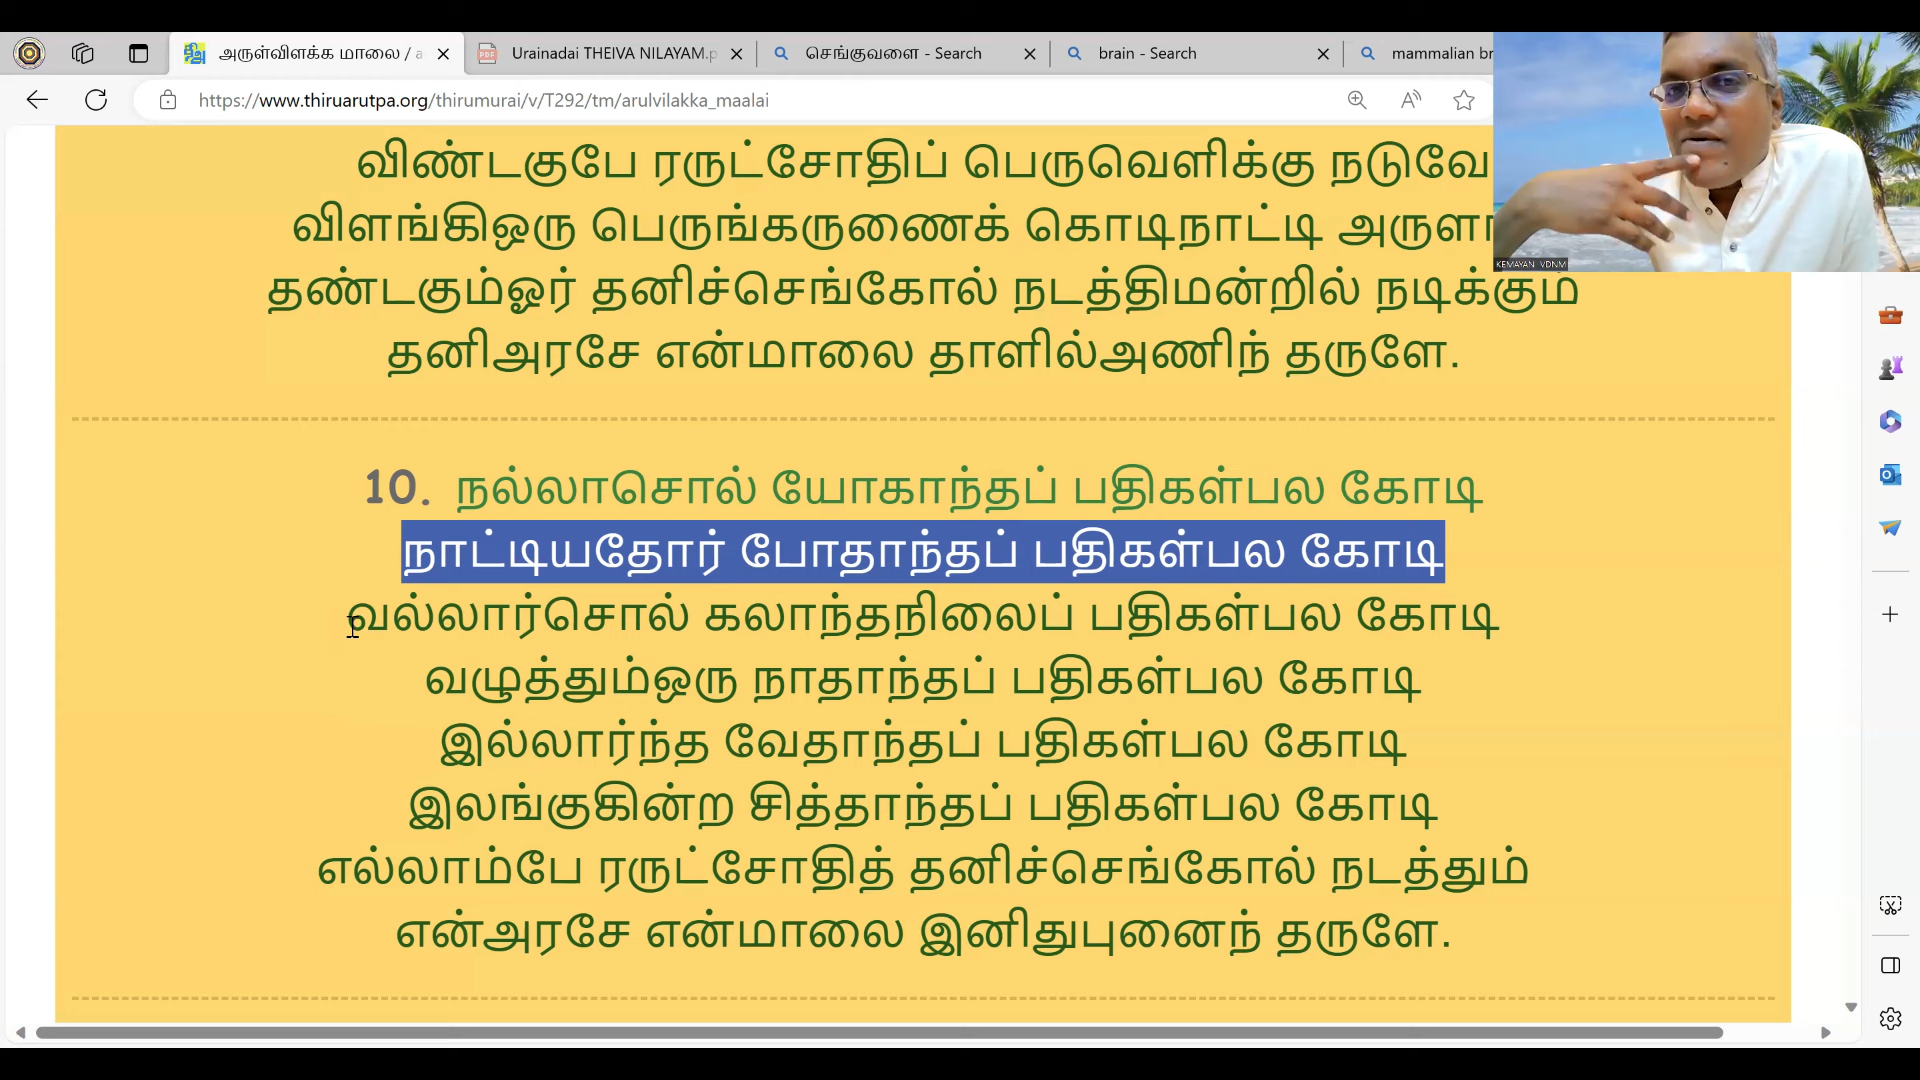 அருள்விளக்க மாலை / a
Urainadai THEIVA NILAYAM.p
செங்குவளை - Search
brain - Search
mammalian br
https://www.thiruarutpa.org/thirumurai/v/T292/tm/arulvilakka_maalai
விண்டகுபே ரருட்சோதிப் பெருவெளிக்கு நடுவே
விளங்கிஒரு பெருங்கருணைக் கொடிநாட்டி
தண்டகும்ஓர் தனிச்செங்கோல் நடத்திமன்றில் நடிக்கும்
தனிஅரசே என்மாலை தாளில்அணிந் தருளே.
KEMAYAN_VDNM
10. நல்லாசொல் யோகாந்தப் பதிகள்பல கோடி
நாட்டியதோர் போதாந்தப் பதிகள்பல கோடி
வல்லார்சொல் கலாந்தநிலைப் பதிகள்பல கோடி
வழுத்தும்ஒரு நாதாந்தப் பதிகள்பல கோடி
இல்லார்ந்த வேதாந்தப் பதிகள்பல கோடி
இலங்குகின்ற சித்தாந்தப் பதிகள்பல கோடி
எல்லாம்பே ரருட்சோதித் தனிச்செங்கோல் நடத்தும்
என்அரசே என்மாலை இனிதுபுனைந் தருளே.